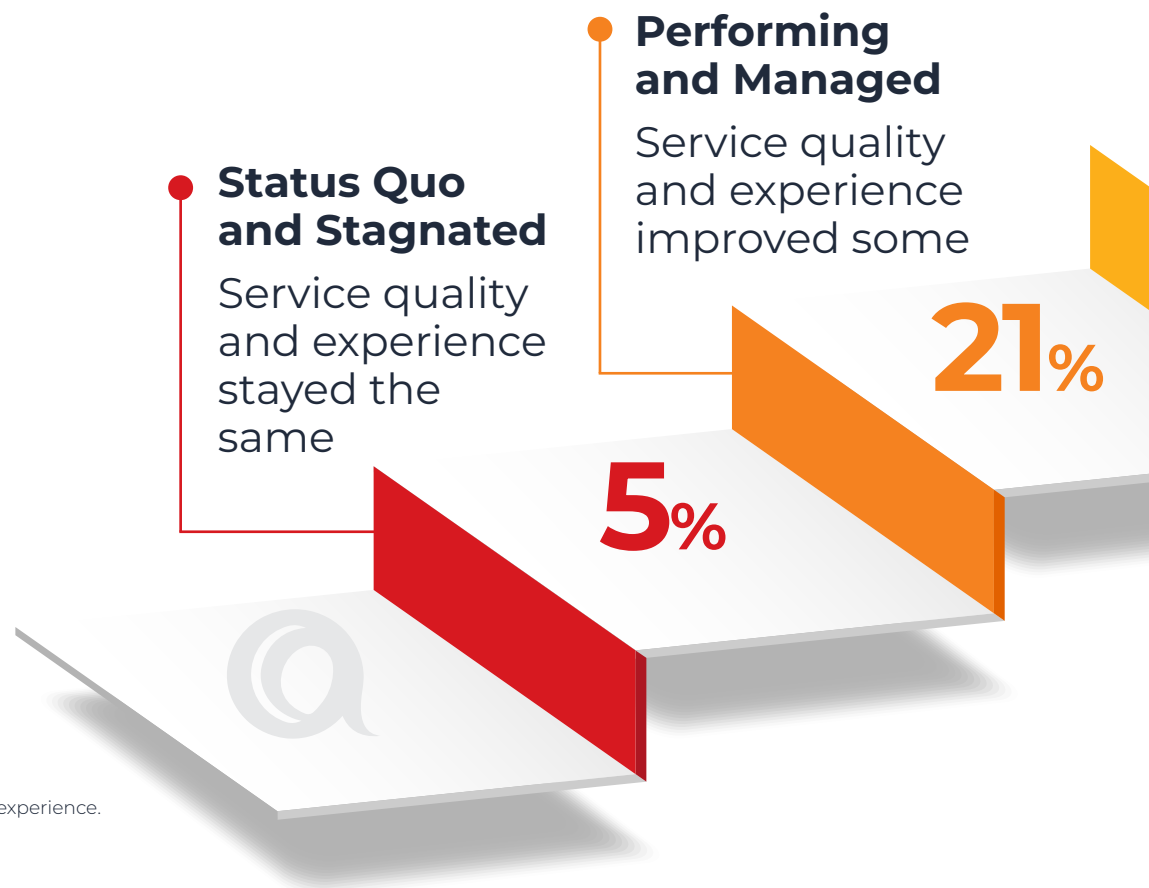 Performing
and Managed
Service quality
and experience
improved some
21%
Status Quo
and Stagnated
Service quality
and experience
stayed the
same
5%
experience.